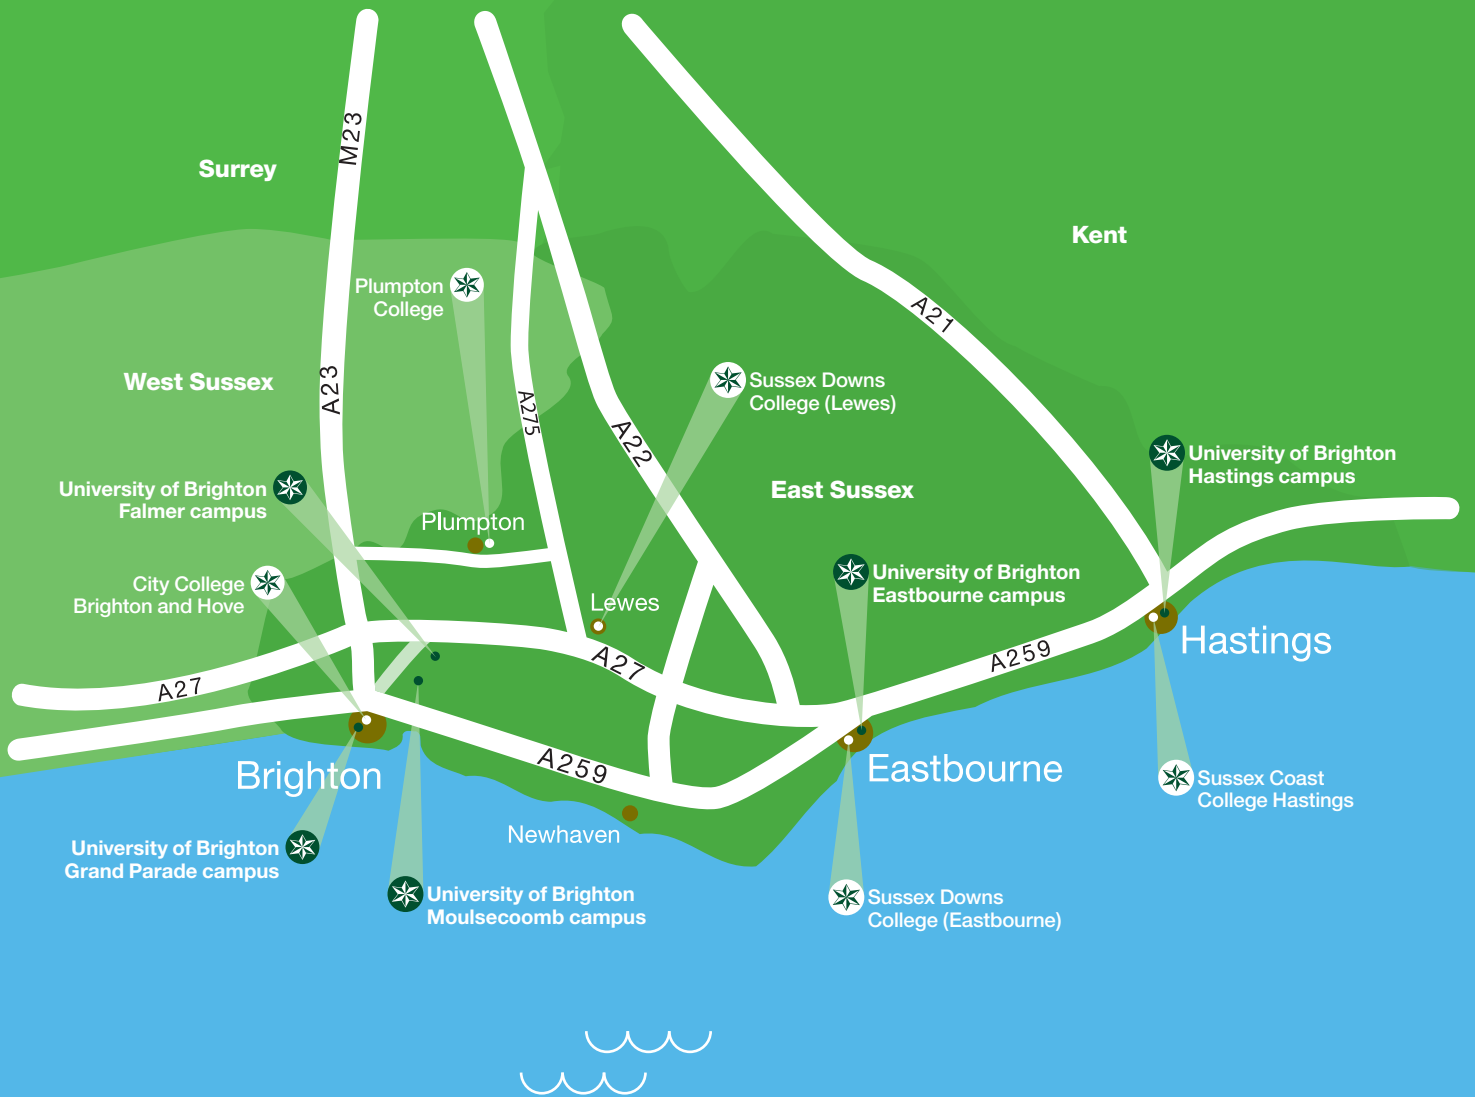 M23
Surrey
Kent
Plumpton
College
A21
West Sussex
A23
A275
Sussex Downs
College (Lewes)
A22
University of Brighton
Hastings campus
University of Brighton
Falmer campus
East Sussex
Plumpton
City College
Brighton and Hove
University of Brighton
Eastbourne campus
Lewes
Hastings
A27
A27
A259
Brighton
A259
Eastbourne
Sussex Coast
College Hastings
Newhaven
University of Brighton
Grand Parade campus
University of Brighton
Moulsecoomb campus
Sussex Downs
College (Eastbourne)